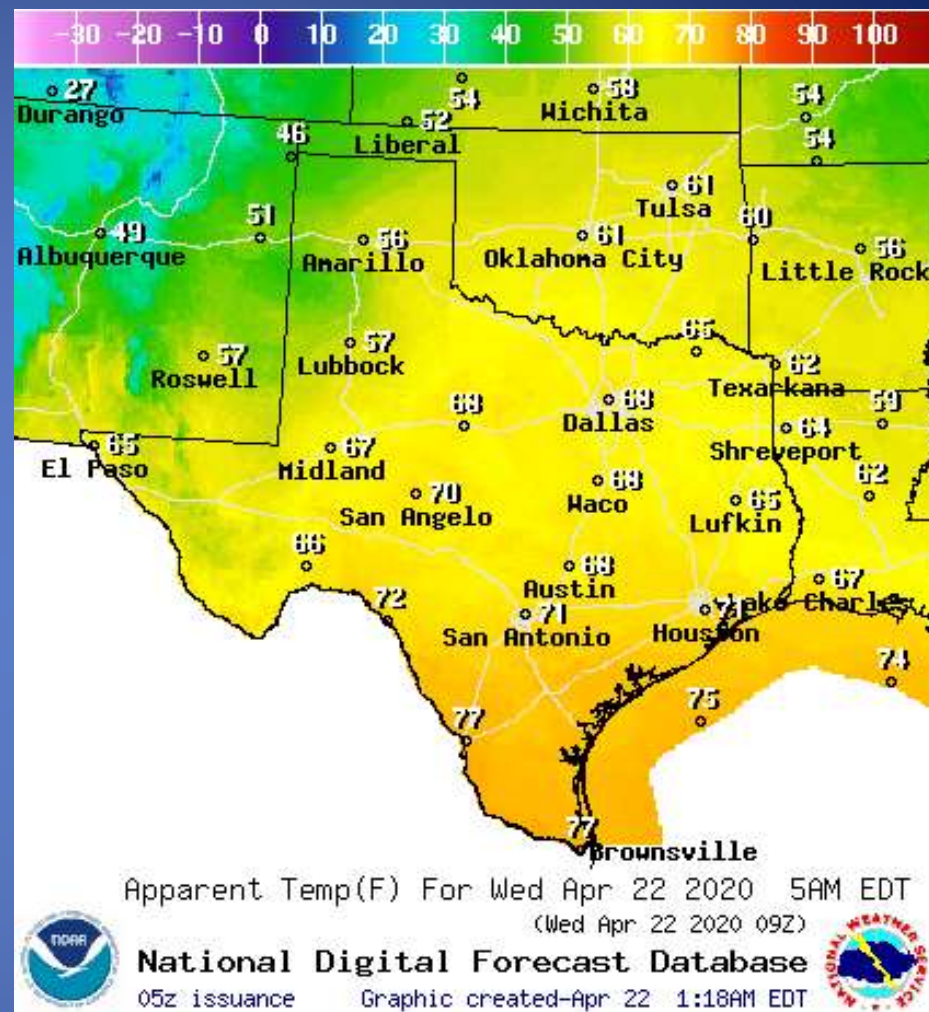 -30 -20 -10 0 10 20 30 40 50 60 70 80 90 100
27
Durango
54
58
Wichita
54
52
Liberal
46
54
61
Tulsa
49
Albuquerque
51
56
Amarillo
61
Oklahoma City
60
56
Little Rock
57
Roswell
57
Lubbock
65
62
Texarkana
68
68
Dallas
59
64
Shreveport
65
El Paso
67
Midland
70
San Angelo
68
Waco
65
Lufkin
62
66
68
Austin
67
Lake Charles
72
71
San Antonio
71
Houston
74
75
77
77
Brownsville
Apparent Temp(F) For Wed Apr 22 2020 5AM EDT
(Wed Apr 22 2020 09Z)
NOAA
National Digital Forecast Database
NATIONAL WEATHER SERVICE
05z issuance Graphic created-Apr 22 1:18AM EDT